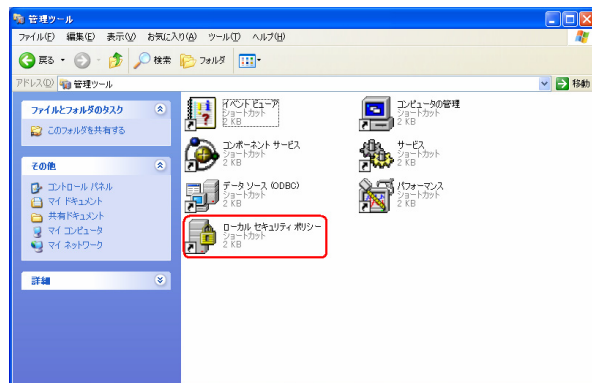 管理ツール
ファイル(F) 編集(E) 表示(V) お気に入り(A) ツール(T) ヘルプ(H)
戻る 検索 フォルダ
アドレス(D) 管理ツール 移動
ファイルとフォルダのタスク
このフォルダを共有する
その他
コントロール パネル
マイ ドキュメント
共有ドキュメント
マイ コンピュータ
マイ ネットワーク
詳細
イベント ビューア
ショートカット
2 KB
コンピュータの管理
ショートカット
2 KB
コンポーネント サービス
ショートカット
2 KB
サービス
ショートカット
2 KB
データ ソース (ODBC)
ショートカット
2 KB
パフォーマンス
ショートカット
2 KB
ローカル セキュリティ ポリシー
ショートカット
2 KB